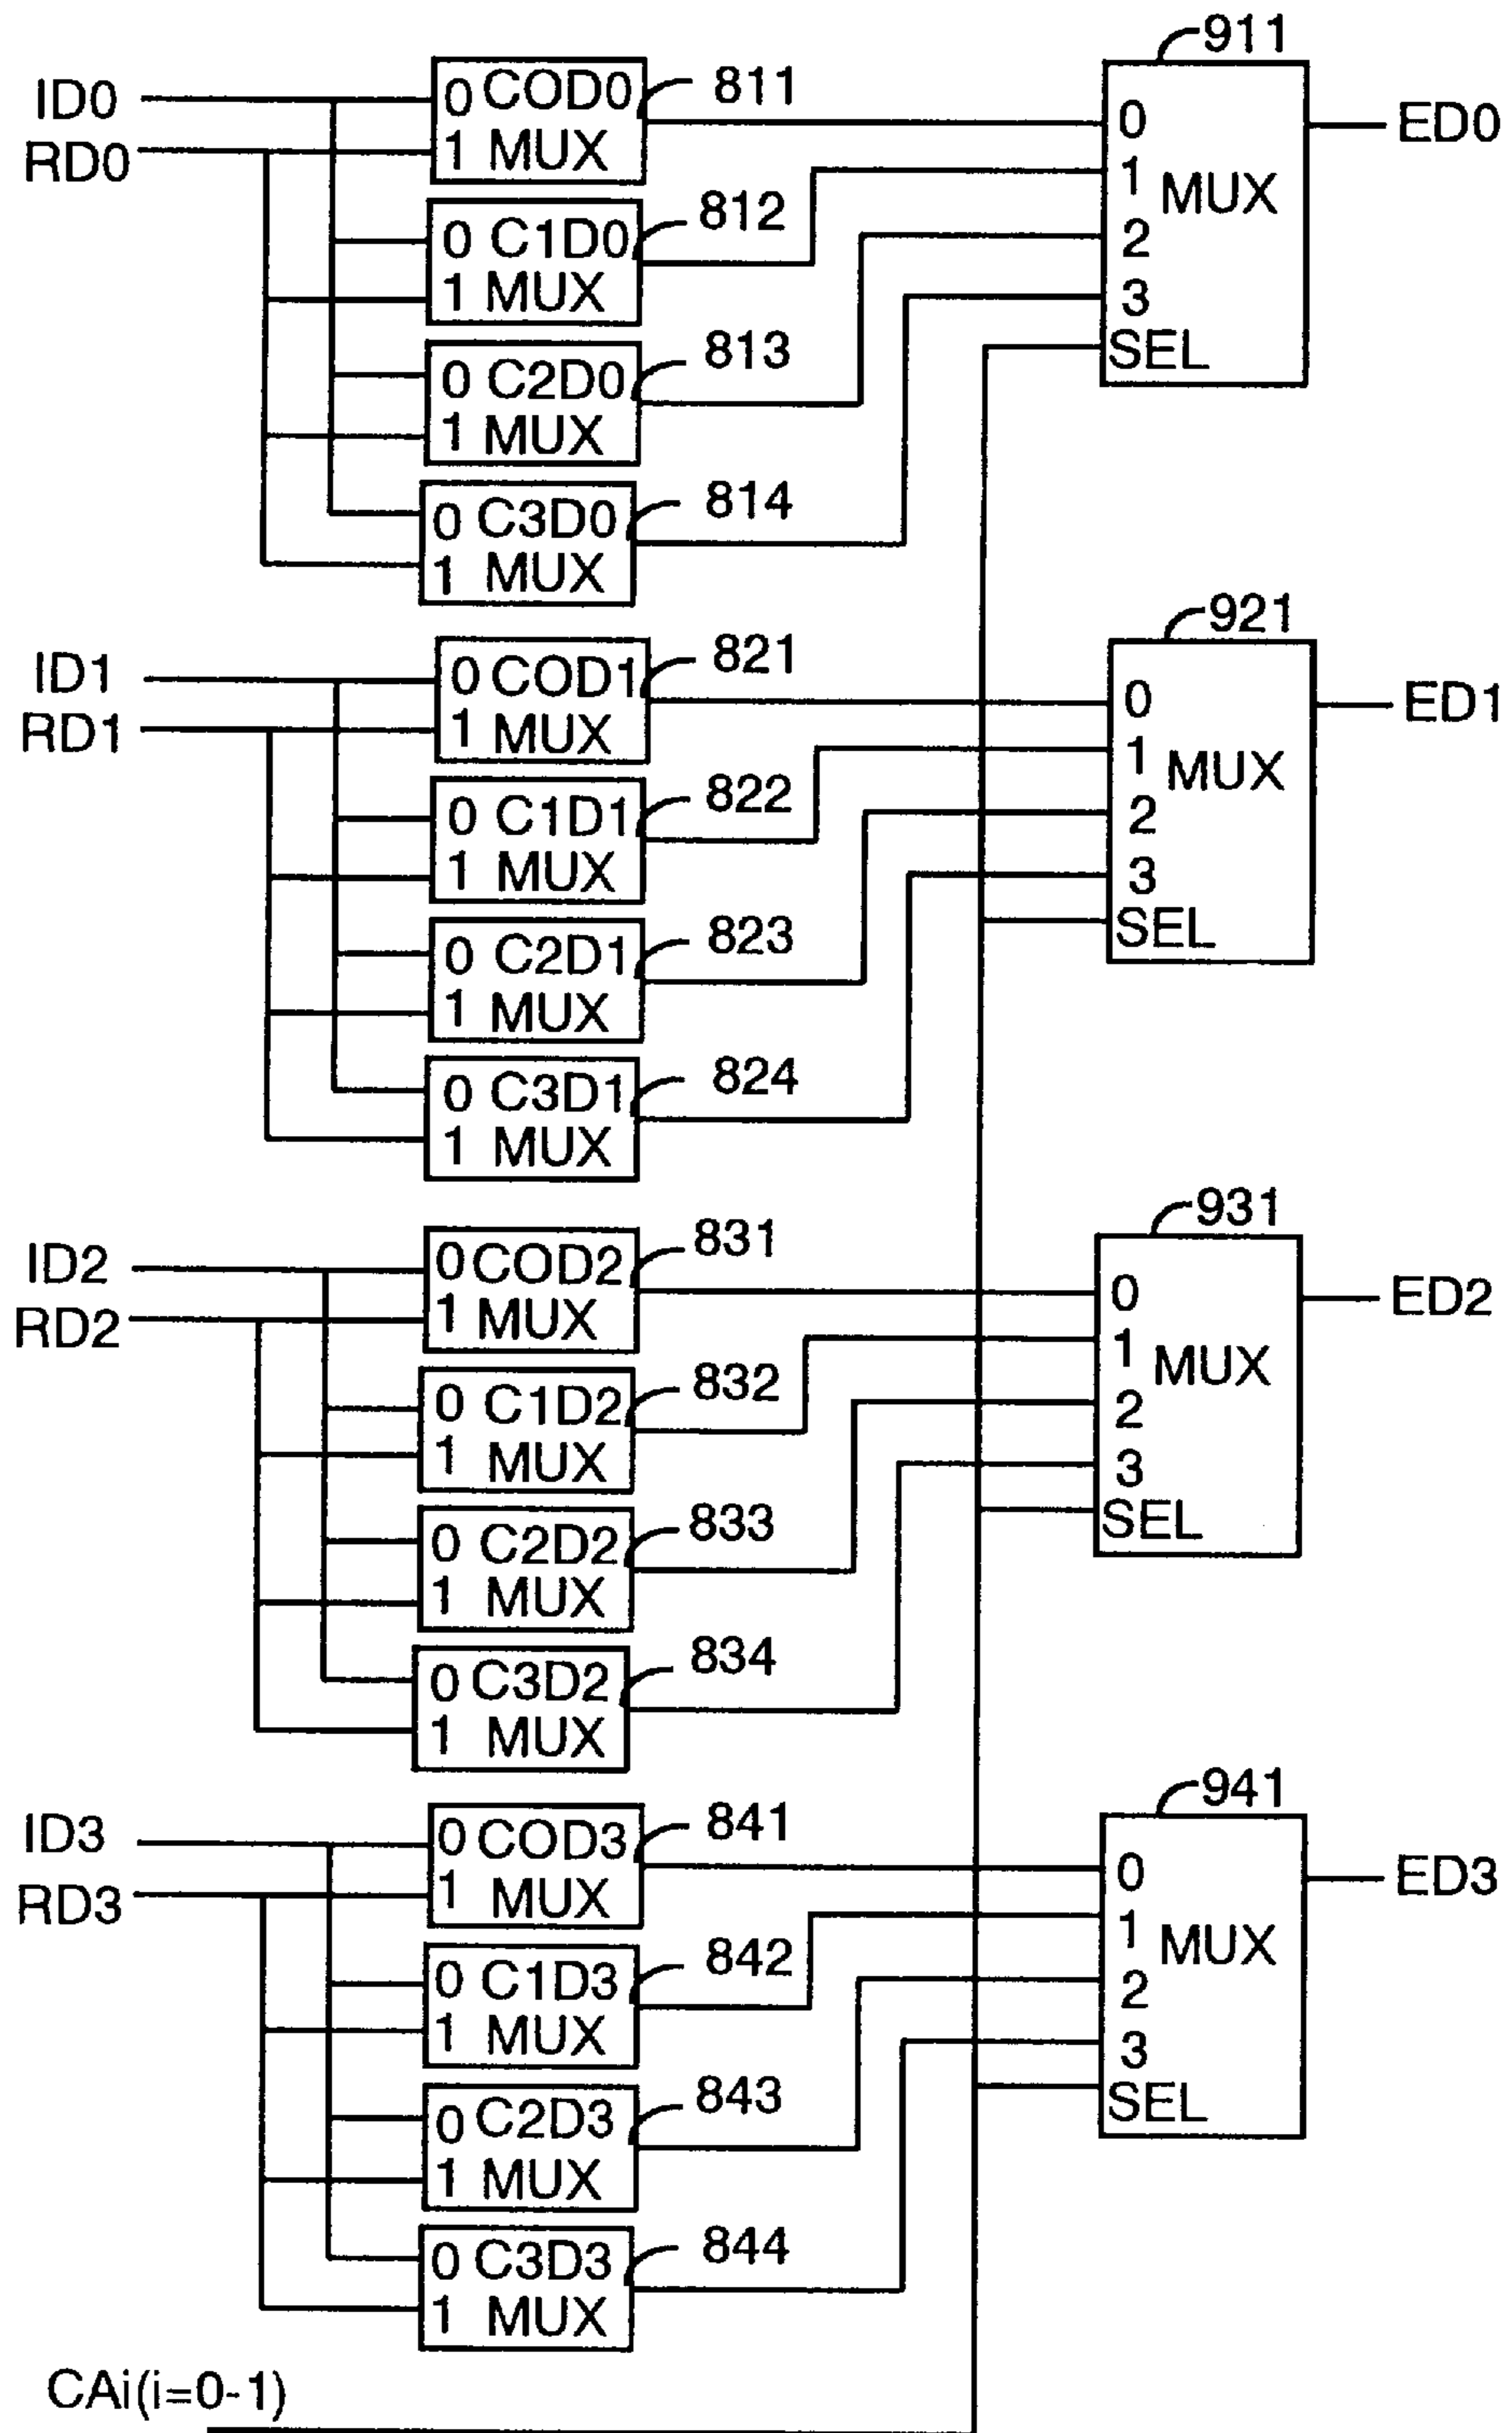 911
ID0
0 COD0
811
0
ED0
RD0
1 MUX
1
MUX
812
0 C1D0
2
1 MUX
3
813
SEL
0 C2D0
1 MUX
814
0 C3D0
1 MUX
921
ID1
0 COD1
821
0
ED1
RD1
1 MUX
1
MUX
822
0 C1D1
2
1 MUX
3
823
SEL
0 C2D1
1 MUX
824
0 C3D1
1 MUX
931
ID2
0 COD2
831
0
ED2
RD2
1 MUX
1
MUX
832
0 C1D2
2
1 MUX
3
833
SEL
0 C2D2
1 MUX
834
0 C3D2
1 MUX
941
ID3
0 COD3
841
0
ED3
RD3
1 MUX
1
MUX
842
0 C1D3
2
1 MUX
3
843
SEL
0 C2D3
1 MUX
844
0 C3D3
1 MUX
CAi(i=0-1)